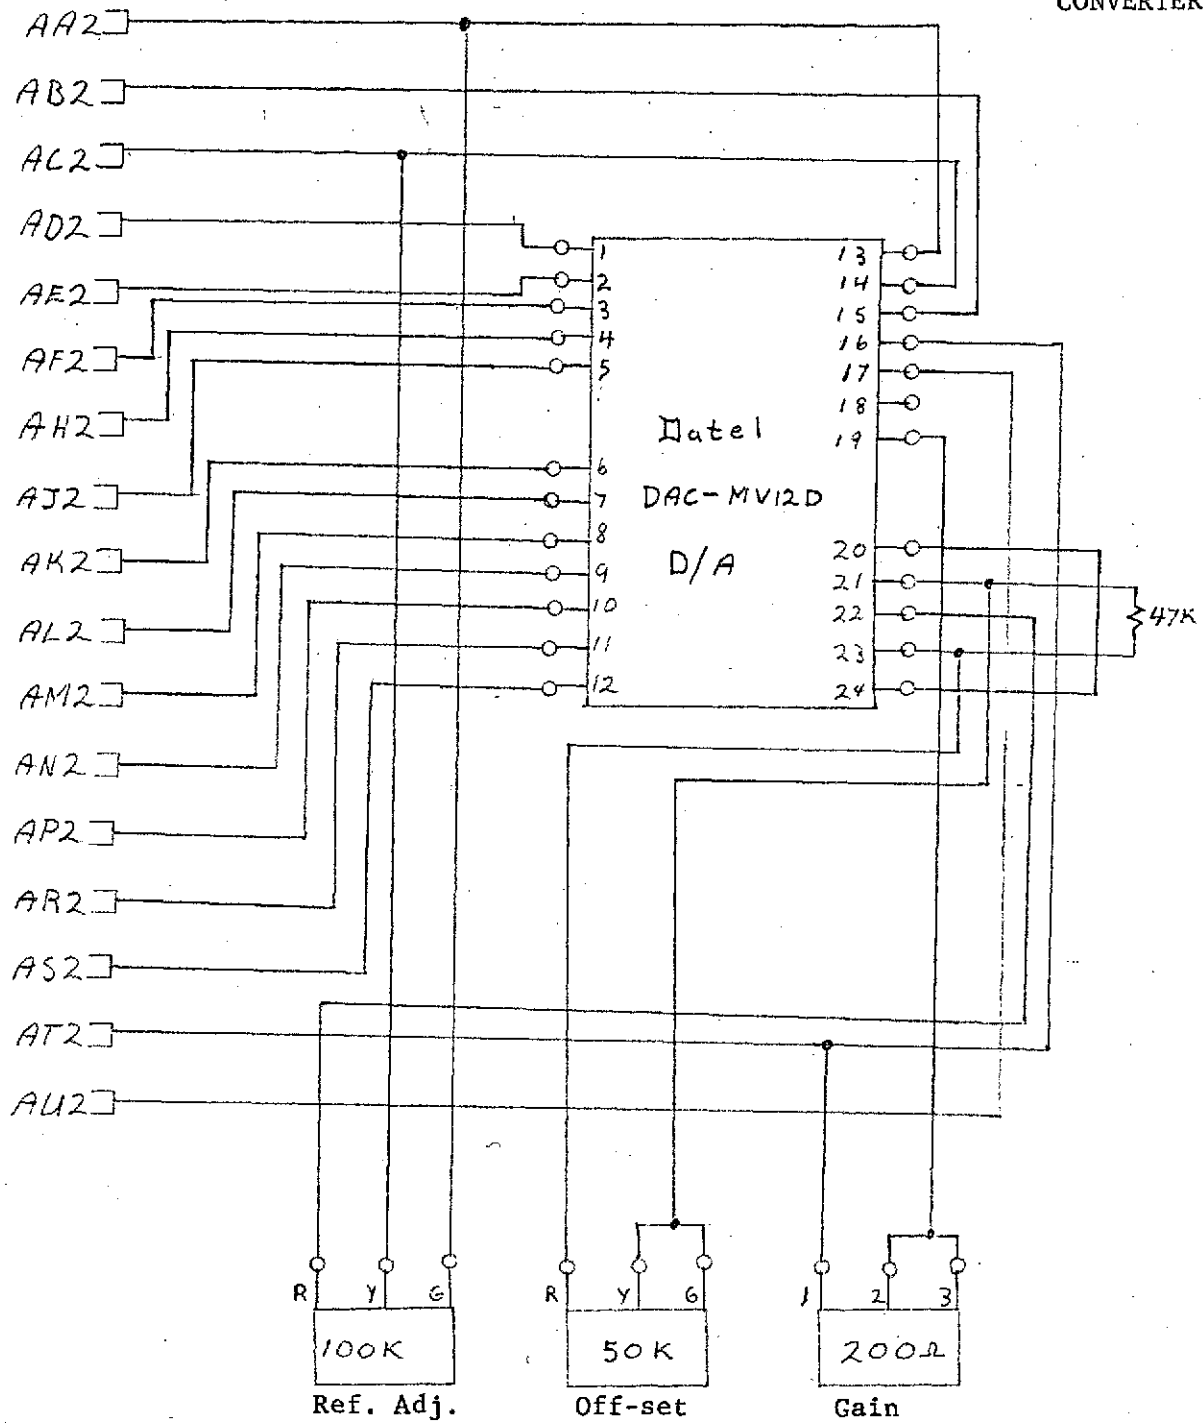 CONVERTER
AA2
AB2
AC2
AD2
AE2
AF2
AH2
AJ2
AK2
AL2
AM2
AN2
AP2
AR2
AS2
AT2
AU2
1
2
3
4
5
6
7
8
9
10
11
12
Datel
DAC-MV12D
D/A
13
14
15
16
17
18
19
20
21
22
23
24
47K
R Y G
100K
Ref. Adj.
R Y G
50K
Off-set
1 2 3
200Ω
Gain